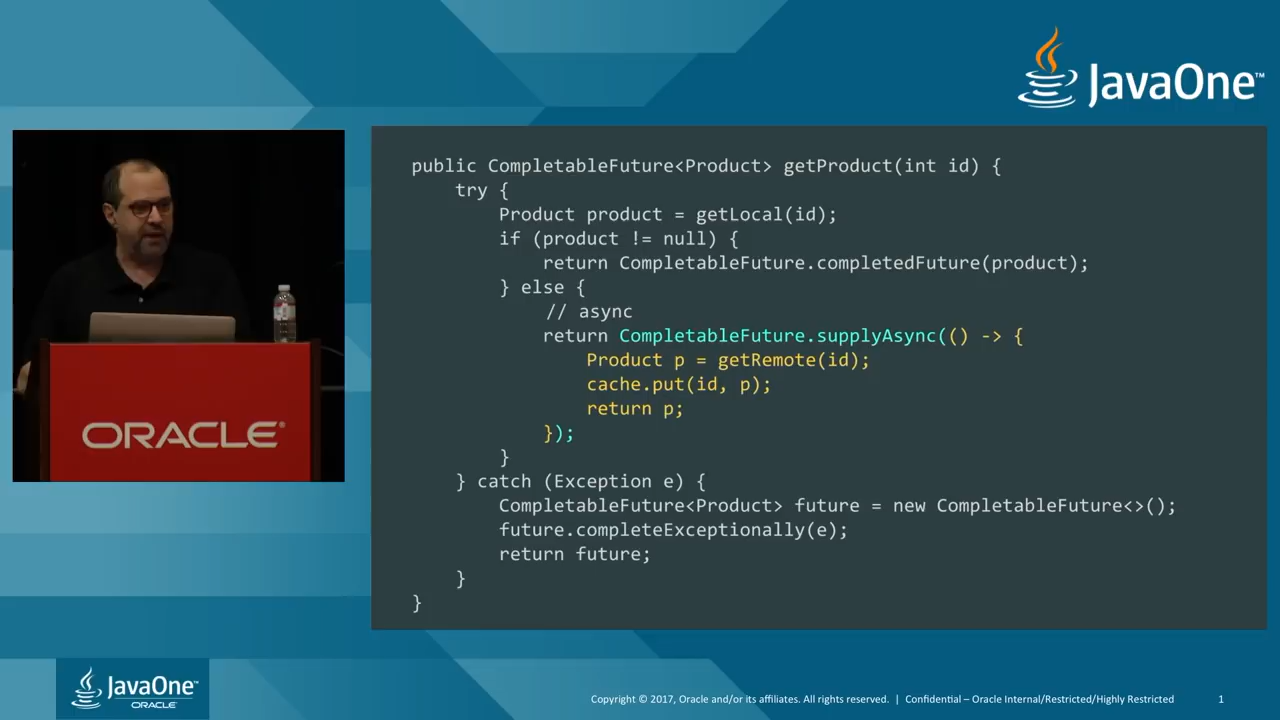 JavaOne™
public CompletableFuture<Product> getProduct(int id) {
    try {
        Product product = getLocal(id);
        if (product != null) {
            return CompletableFuture.completedFuture(product);
        } else {
            // async
            return CompletableFuture.supplyAsync(() -> {
                Product p = getRemote(id);
                cache.put(id, p);
                return p;
            });
        }
    } catch (Exception e) {
        CompletableFuture<Product> future = new CompletableFuture<>();
        future.completeExceptionally(e);
        return future;
    }
}
ORACLE®
JavaOne™
ORACLE®
Copyright © 2017, Oracle and/or its affiliates. All rights reserved. | Confidential – Oracle Internal/Restricted/Highly Restricted 1